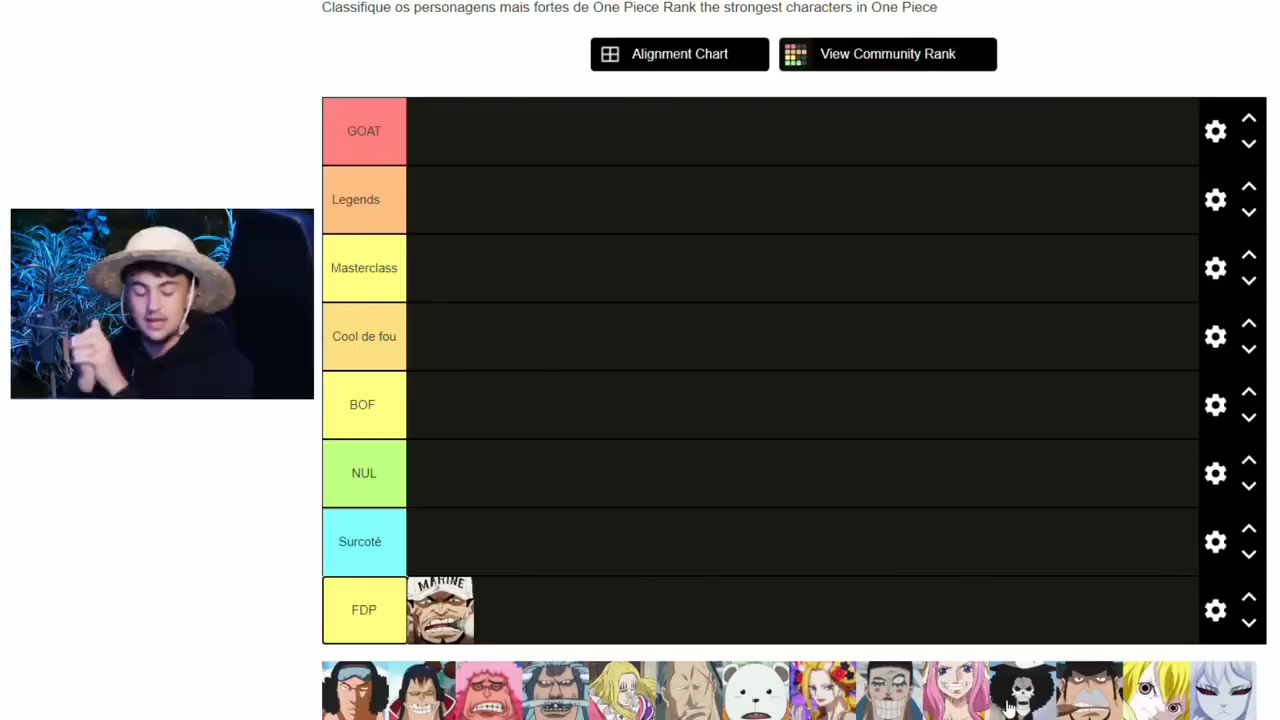 Classifique os personagens mais fortes de One Piece Rank the strongest characters in One Piece
Alignment Chart
View Community Rank
GOAT
Legends
Masterclass
Cool de fou
BOF
NUL
Surcoté
FDP
MARINE